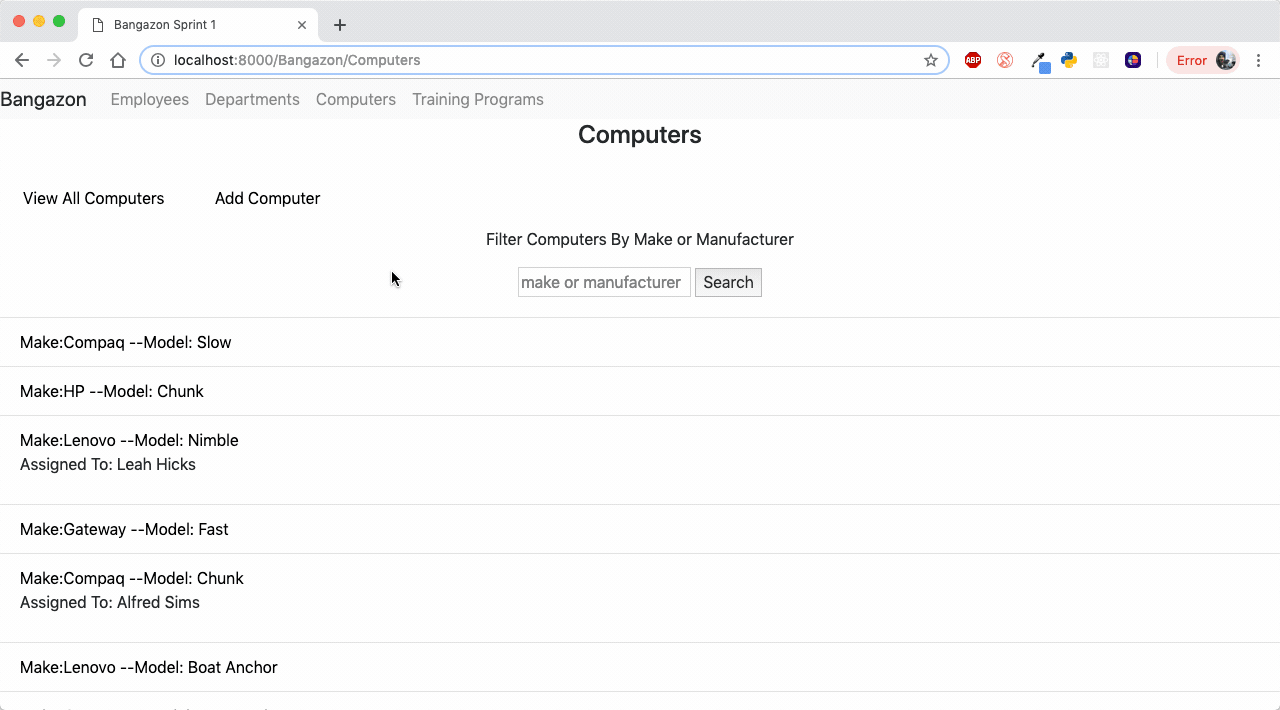 Bangazon Sprint 1
localhost:8000/Bangazon/Computers
ABP
Error
Bangazon Employees Departments Computers Training Programs
Computers
View All Computers Add Computer
Filter Computers By Make or Manufacturer
make or manufacturer Search
Make:Compaq --Model: Slow
Make:HP --Model: Chunk
Make:Lenovo --Model: Nimble
Assigned To: Leah Hicks
Make:Gateway --Model: Fast
Make:Compaq --Model: Chunk
Assigned To: Alfred Sims
Make:Lenovo --Model: Boat Anchor